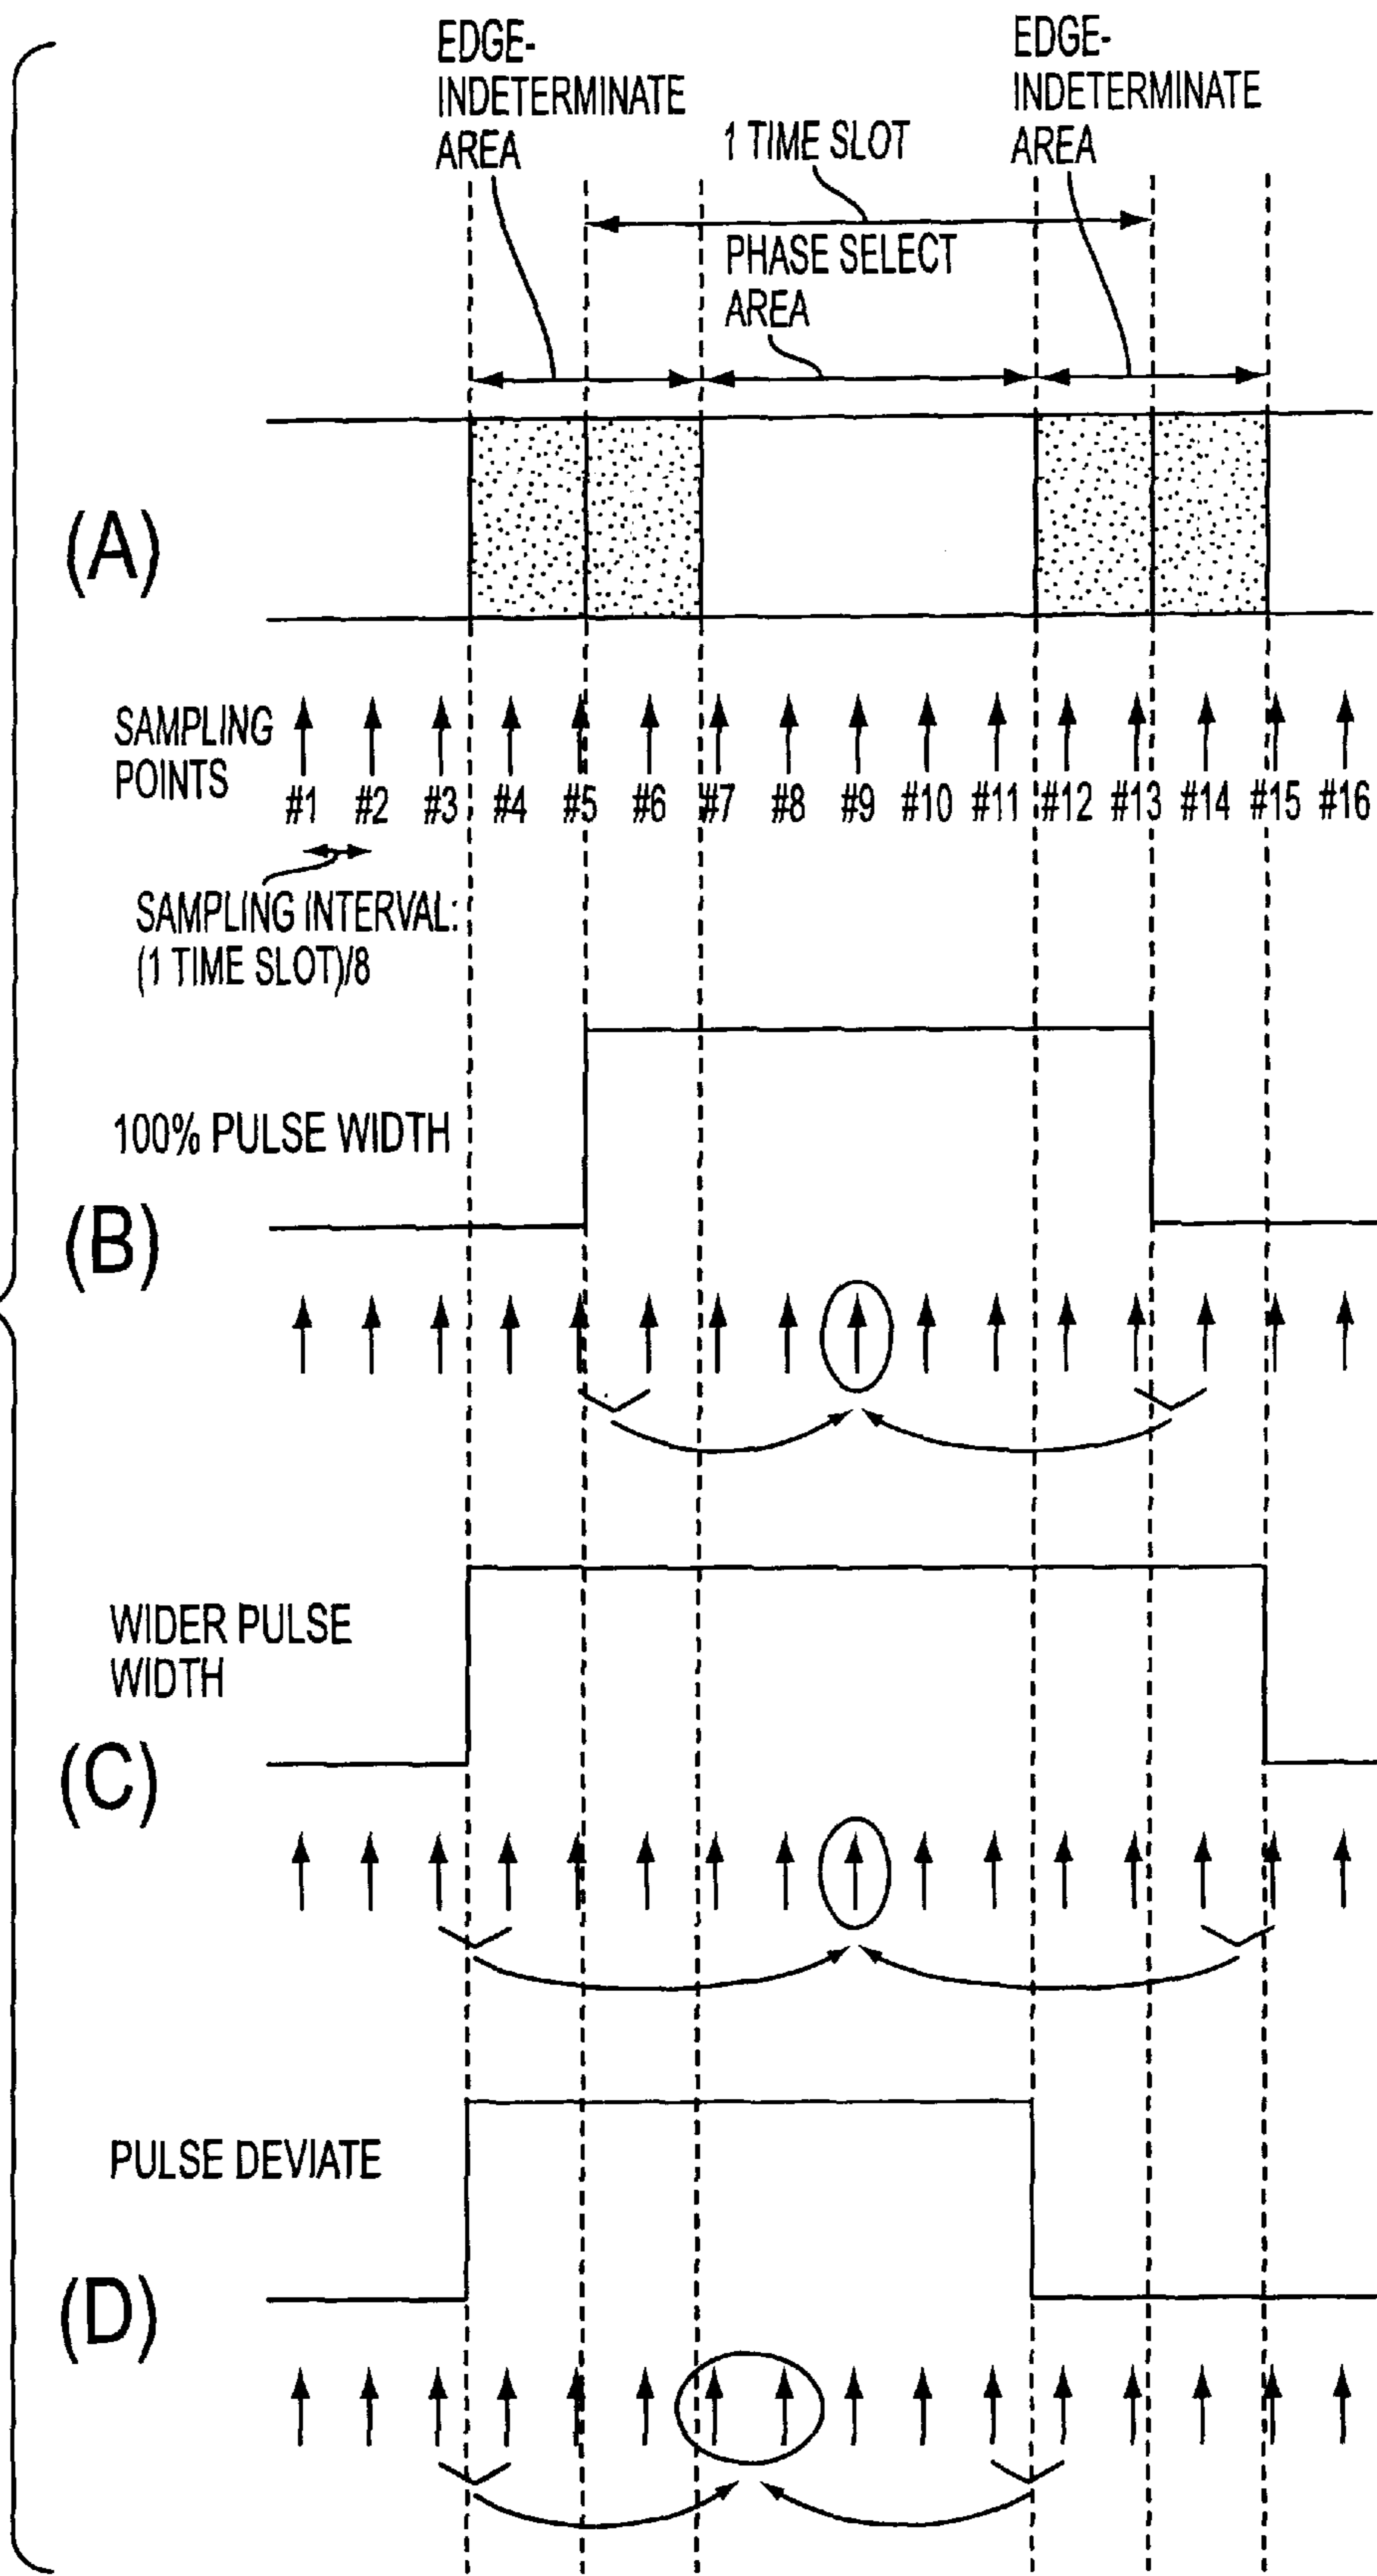 EDGE-
INDETERMINATE
AREA
EDGE-
INDETERMINATE
AREA
1 TIME SLOT
PHASE SELECT
AREA
(A)
SAMPLING
POINTS
#1 #2 #3 #4 #5 #6 #7 #8 #9 #10 #11 #12 #13 #14 #15 #16
SAMPLING INTERVAL:
(1 TIME SLOT)/8
100% PULSE WIDTH
(B)
WIDER PULSE
WIDTH
(C)
PULSE DEVIATE
(D)